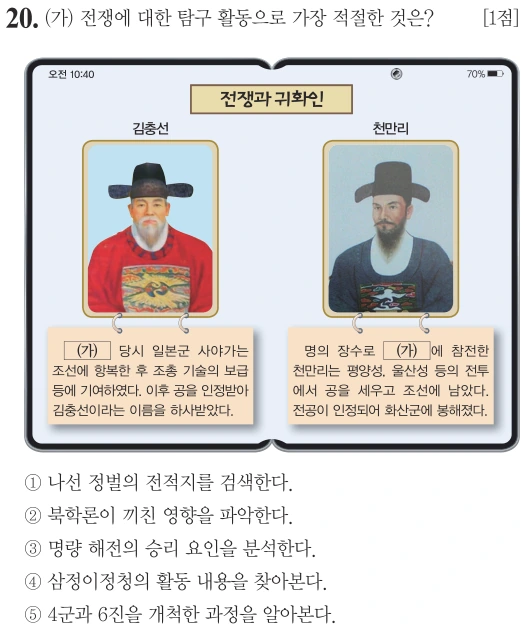 20. (가) 전쟁에 대한 탐구 활동으로 가장 적절한 것은? [1점]
오전 10:40 70%
전쟁과 귀화인
김충선
천만리
(가) 당시 일본군 사야가는
조선에 항복한 후 조총 기술의 보급
등에 기여하였다. 이후 공을 인정받아
김충선이라는 이름을 하사받았다.
명의 장수로 (가) 에 참전한
천만리는 평양성, 울산성 등의 전투
에서 공을 세우고 조선에 남았다.
전공이 인정되어 화산군에 봉해졌다.
① 나선 정벌의 전적지를 검색한다.
② 북학론이 끼친 영향을 파악한다.
③ 명량 해전의 승리 요인을 분석한다.
④ 삼정이정청의 활동 내용을 찾아본다.
⑤ 4군과 6진을 개척한 과정을 알아본다.